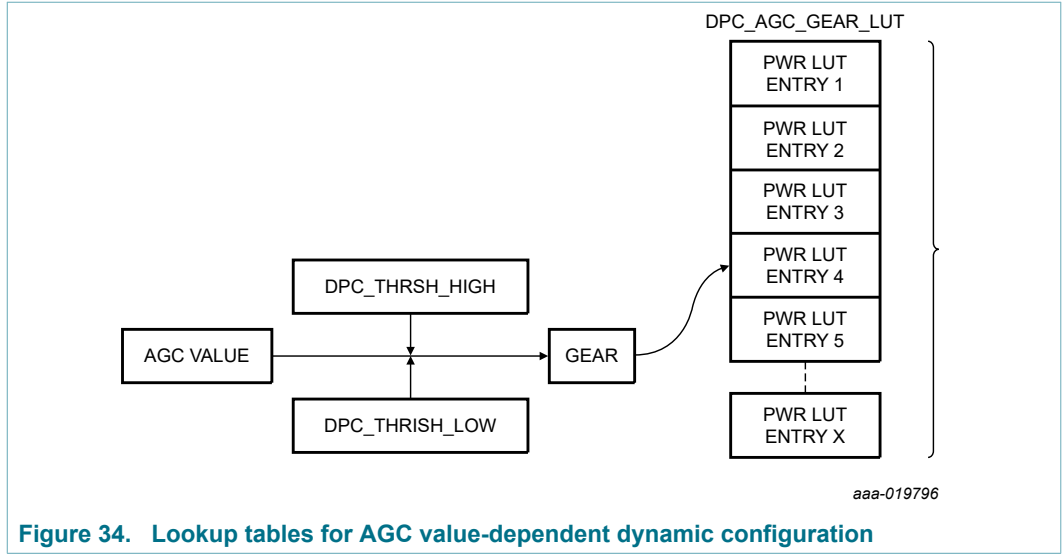 DPC_AGC_GEAR_LUT
PWR LUT
ENTRY 1
PWR LUT
ENTRY 2
PWR LUT
ENTRY 3
PWR LUT
ENTRY 4
PWR LUT
ENTRY 5
PWR LUT
ENTRY X
DPC_THRSH_HIGH
AGC VALUE
GEAR
DPC_THRISH_LOW
aaa-019796
Figure 34. Lookup tables for AGC value-dependent dynamic configuration